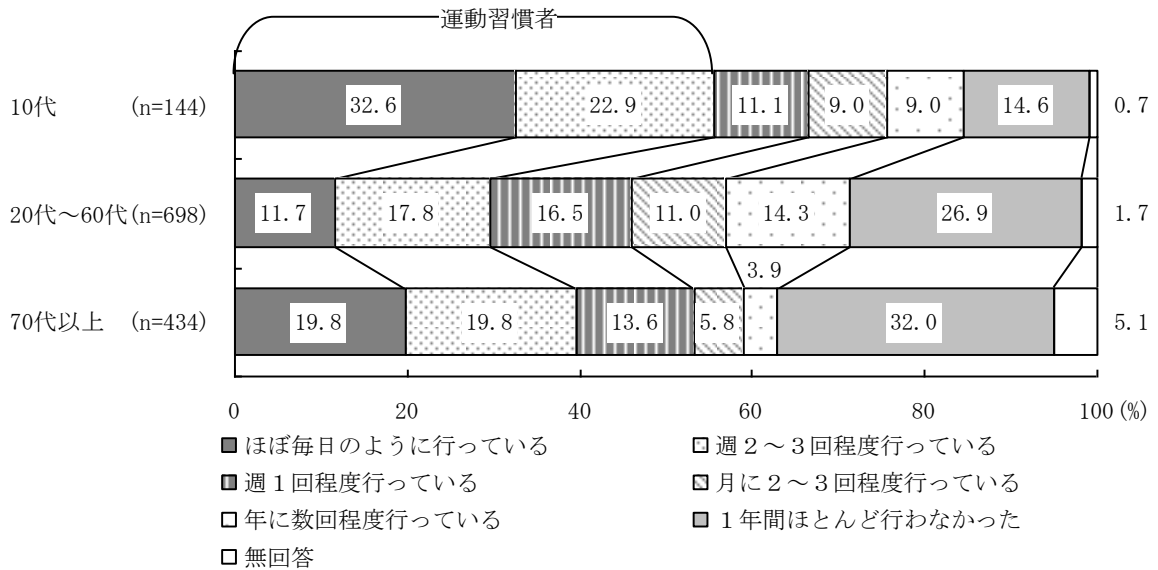 運動習慣者
10代 (n=144) 32.6 22.9 11.1 9.0 9.0 14.6 0.7
20代～60代(n=698) 11.7 17.8 16.5 11.0 14.3 26.9 1.7
3.9
70代以上 (n=434) 19.8 19.8 13.6 5.8 32.0 5.1
0 20 40 60 80 100(%)
ほぼ毎日のように行っている 週２～３回程度行っている
週１回程度行っている 月に２～３回程度行っている
年に数回程度行っている １年間ほとんど行わなかった
無回答